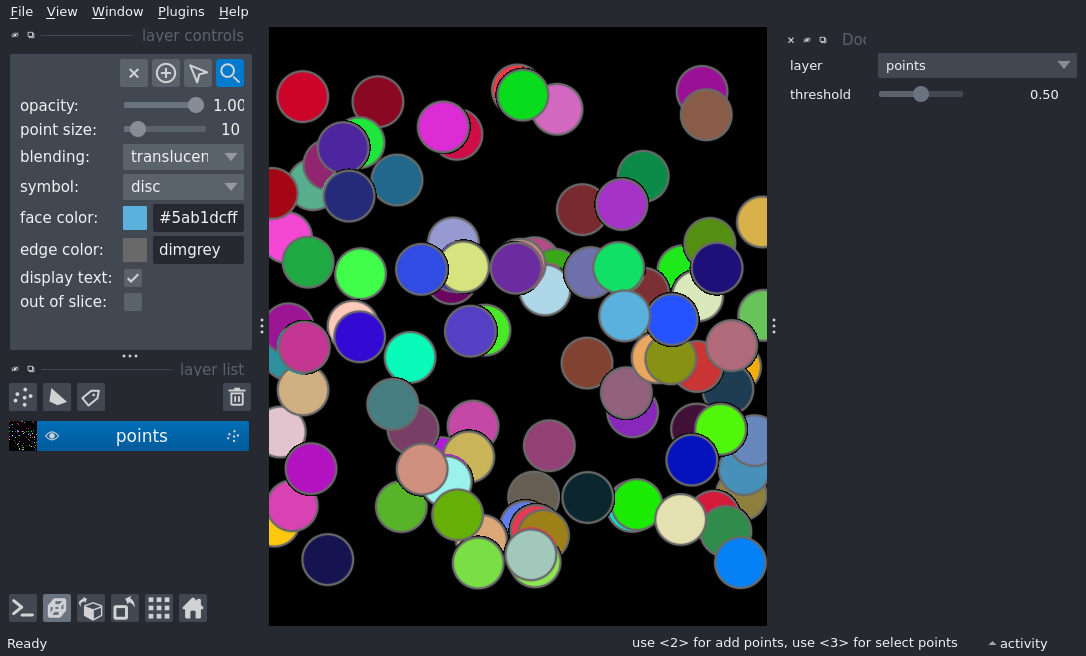 File View Window Plugins Help
layer controls
opacity: 1.00
point size: 10
blending: translucen
symbol: disc
face color: #5ab1dcff
edge color: dimgrey
display text:
out of slice:
layer list
points
Doc
layer points
threshold 0.50
Ready
use <2> for add points, use <3> for select points
activity